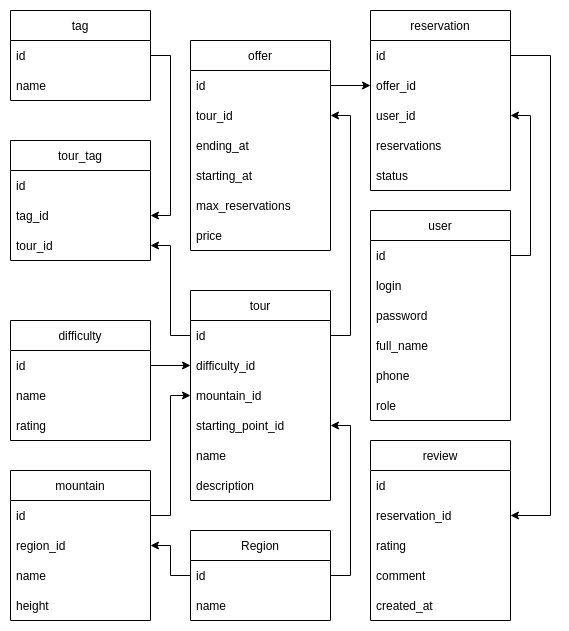 tag
id
name
tour_tag
id
tag_id
tour_id
difficulty
id
name
rating
mountain
id
region_id
name
height
offer
id
tour_id
ending_at
starting_at
max_reservations
price
tour
id
difficulty_id
mountain_id
starting_point_id
name
description
Region
id
name
reservation
id
offer_id
user_id
reservations
status
user
id
login
password
full_name
phone
role
review
id
reservation_id
rating
comment
created_at